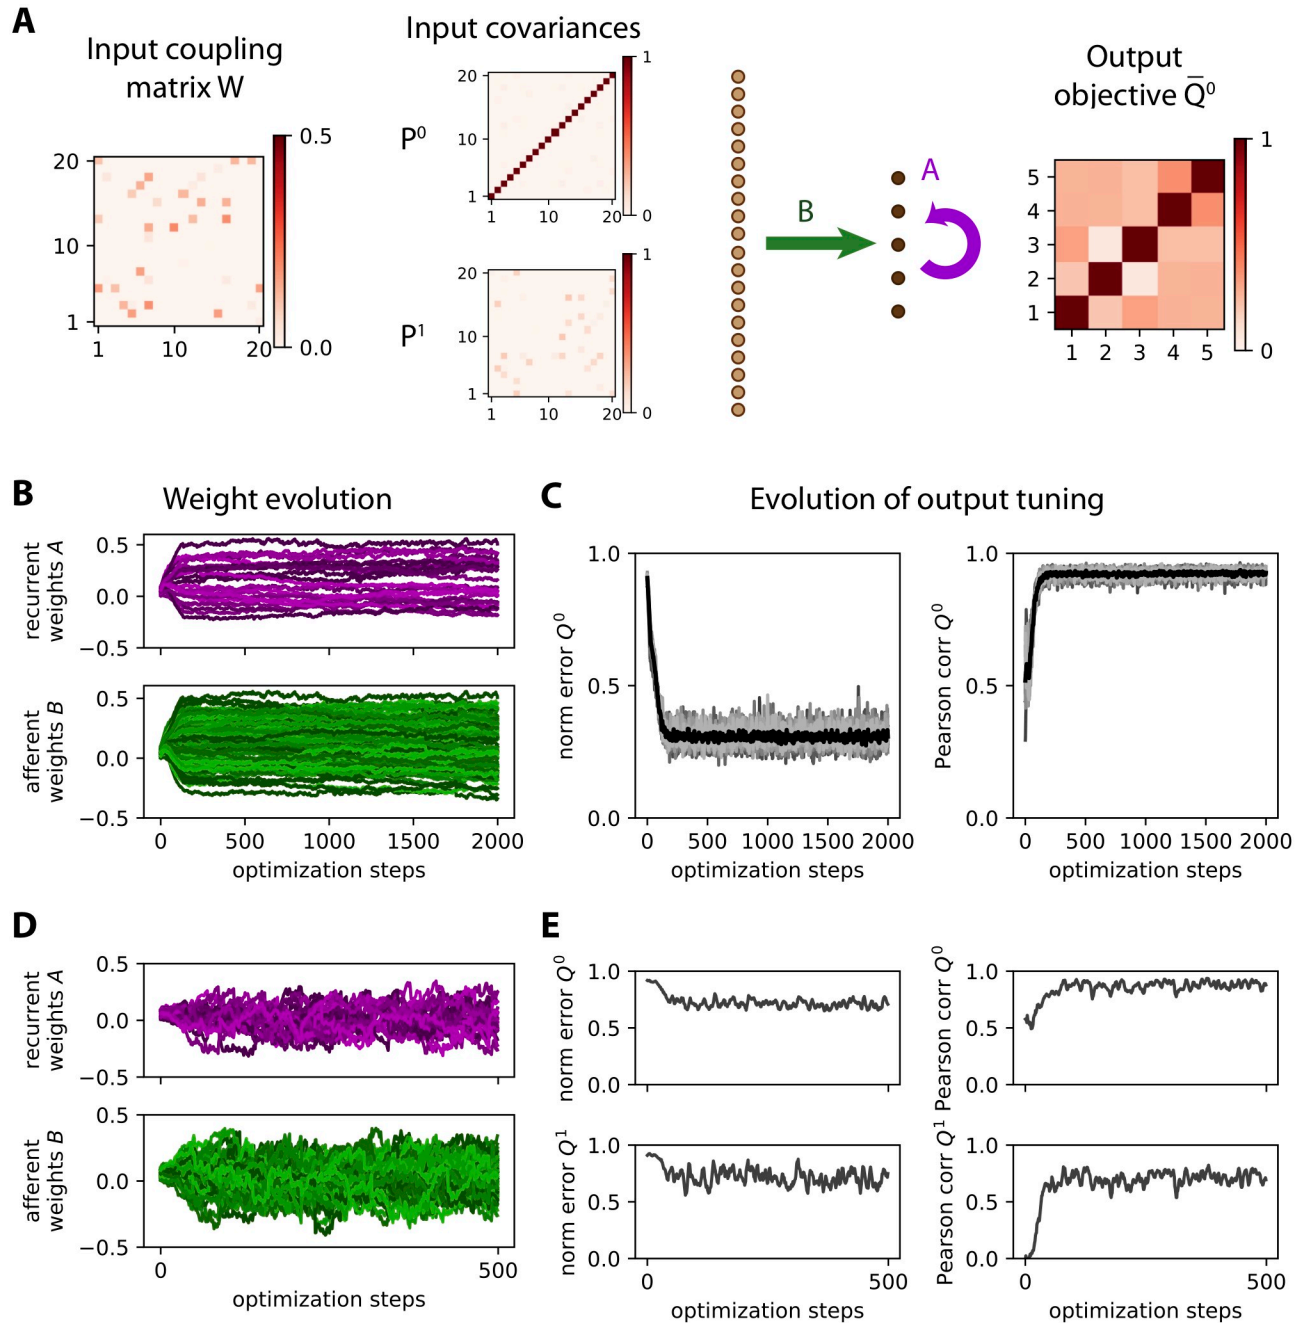 A
Input coupling
matrix W
20
10
1
1 10 20
0.5
0.0
Input covariances
P⁰
20
10
1
1 10 20
1
0
P¹
20
10
1
1 10 20
1
0
B
A
Output
objective Q̅⁰
5
4
3
2
1
1 2 3 4 5
1
0
B
Weight evolution
recurrent
weights A
0.5
0.0
−0.5
afferent
weights B
0.5
0.0
−0.5
0 500 1000 1500 2000
optimization steps
C
Evolution of output tuning
norm error Q⁰
1.0
0.5
0.0
0 500 1000 1500 2000
optimization steps
Pearson corr Q⁰
1.0
0.5
0.0
0 500 1000 1500 2000
optimization steps
D
recurrent
weights A
0.5
0.0
−0.5
afferent
weights B
0.5
0.0
−0.5
0 500
optimization steps
E
norm error Q⁰
1.0
0.5
0.0
Pearson corr Q⁰
1.0
0.5
0.0
norm error Q¹
1.0
0.5
0.0
0 500
optimization steps
Pearson corr Q¹
1.0
0.5
0.0
0 500
optimization steps